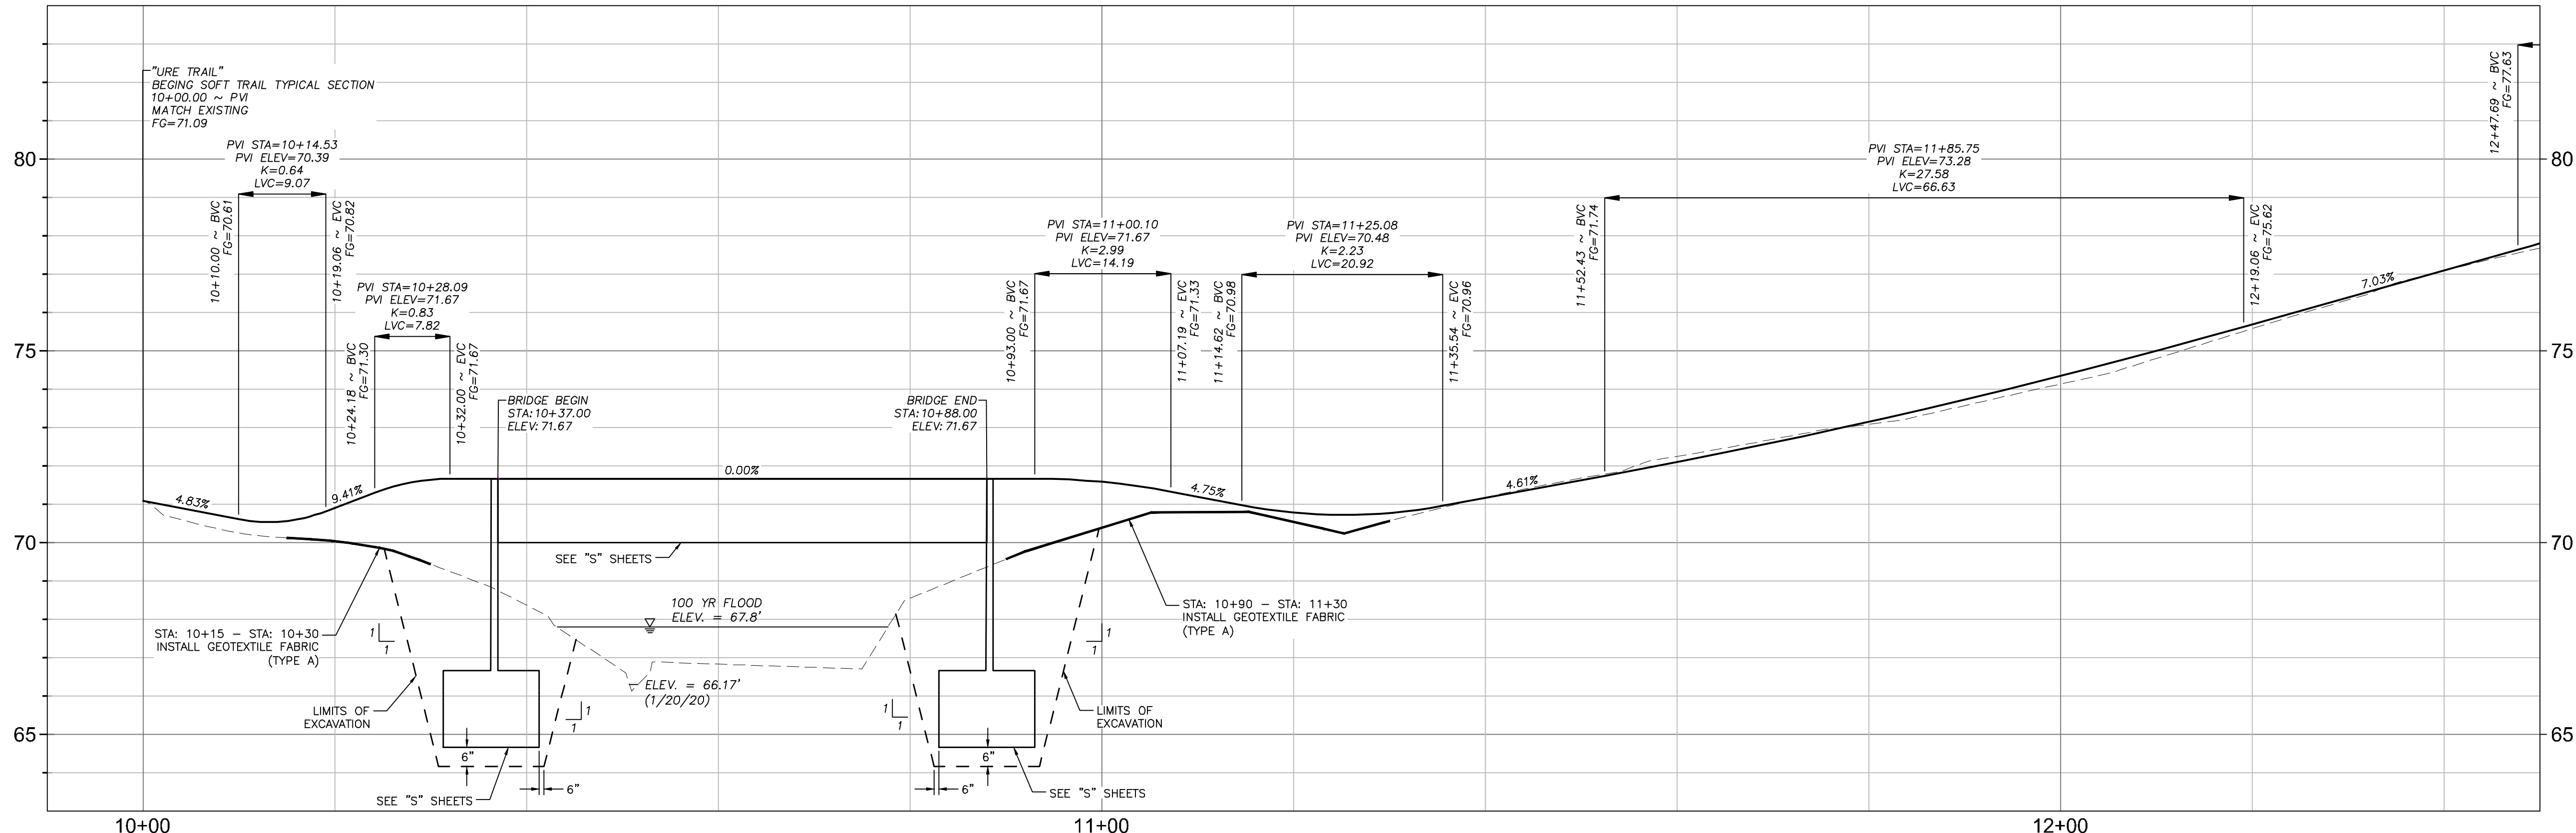 "URE TRAIL"
BEGING SOFT TRAIL TYPICAL SECTION
10+00.00 ~ PVI
MATCH EXISTING
FG=71.09
PVI STA=10+14.53
PVI ELEV=70.39
K=0.64
LVC=9.07
10+10.00 ~ BVC
FG=70.61
10+19.06 ~ EVC
FG=70.82
PVI STA=10+28.09
PVI ELEV=71.67
K=0.83
LVC=7.82
10+24.18 ~ BVC
FG=71.30
10+32.00 ~ EVC
FG=71.67
BRIDGE BEGIN
STA:10+37.00
ELEV: 71.67
BRIDGE END
STA:10+88.00
ELEV: 71.67
PVI STA=11+00.10
PVI ELEV=71.67
K=2.99
LVC=14.19
10+93.00 ~ BVC
FG=71.67
11+07.19 ~ EVC
FG=71.33
PVI STA=11+25.08
PVI ELEV=70.48
K=2.23
LVC=20.92
11+14.62 ~ BVC
FG=70.98
11+35.54 ~ EVC
FG=70.96
PVI STA=11+85.75
PVI ELEV=73.28
K=27.58
LVC=66.63
11+52.43 ~ BVC
FG=71.74
12+19.06 ~ EVC
FG=75.62
12+47.69 ~ BVC
FG=77.63
4.83%
9.41%
0.00%
4.75%
4.61%
7.03%
SEE "S" SHEETS
100 YR FLOOD
ELEV. = 67.8'
ELEV. = 66.17'
(1/20/20)
STA: 10+15 - STA: 10+30
INSTALL GEOTEXTILE FABRIC
(TYPE A)
STA: 10+90 - STA: 11+30
INSTALL GEOTEXTILE FABRIC
(TYPE A)
1
1
1
1
1
1
1
1
LIMITS OF
EXCAVATION
LIMITS OF
EXCAVATION
6"
6"
6"
6"
SEE "S" SHEETS
SEE "S" SHEETS
80
75
70
65
80
75
70
65
10+00
11+00
12+00